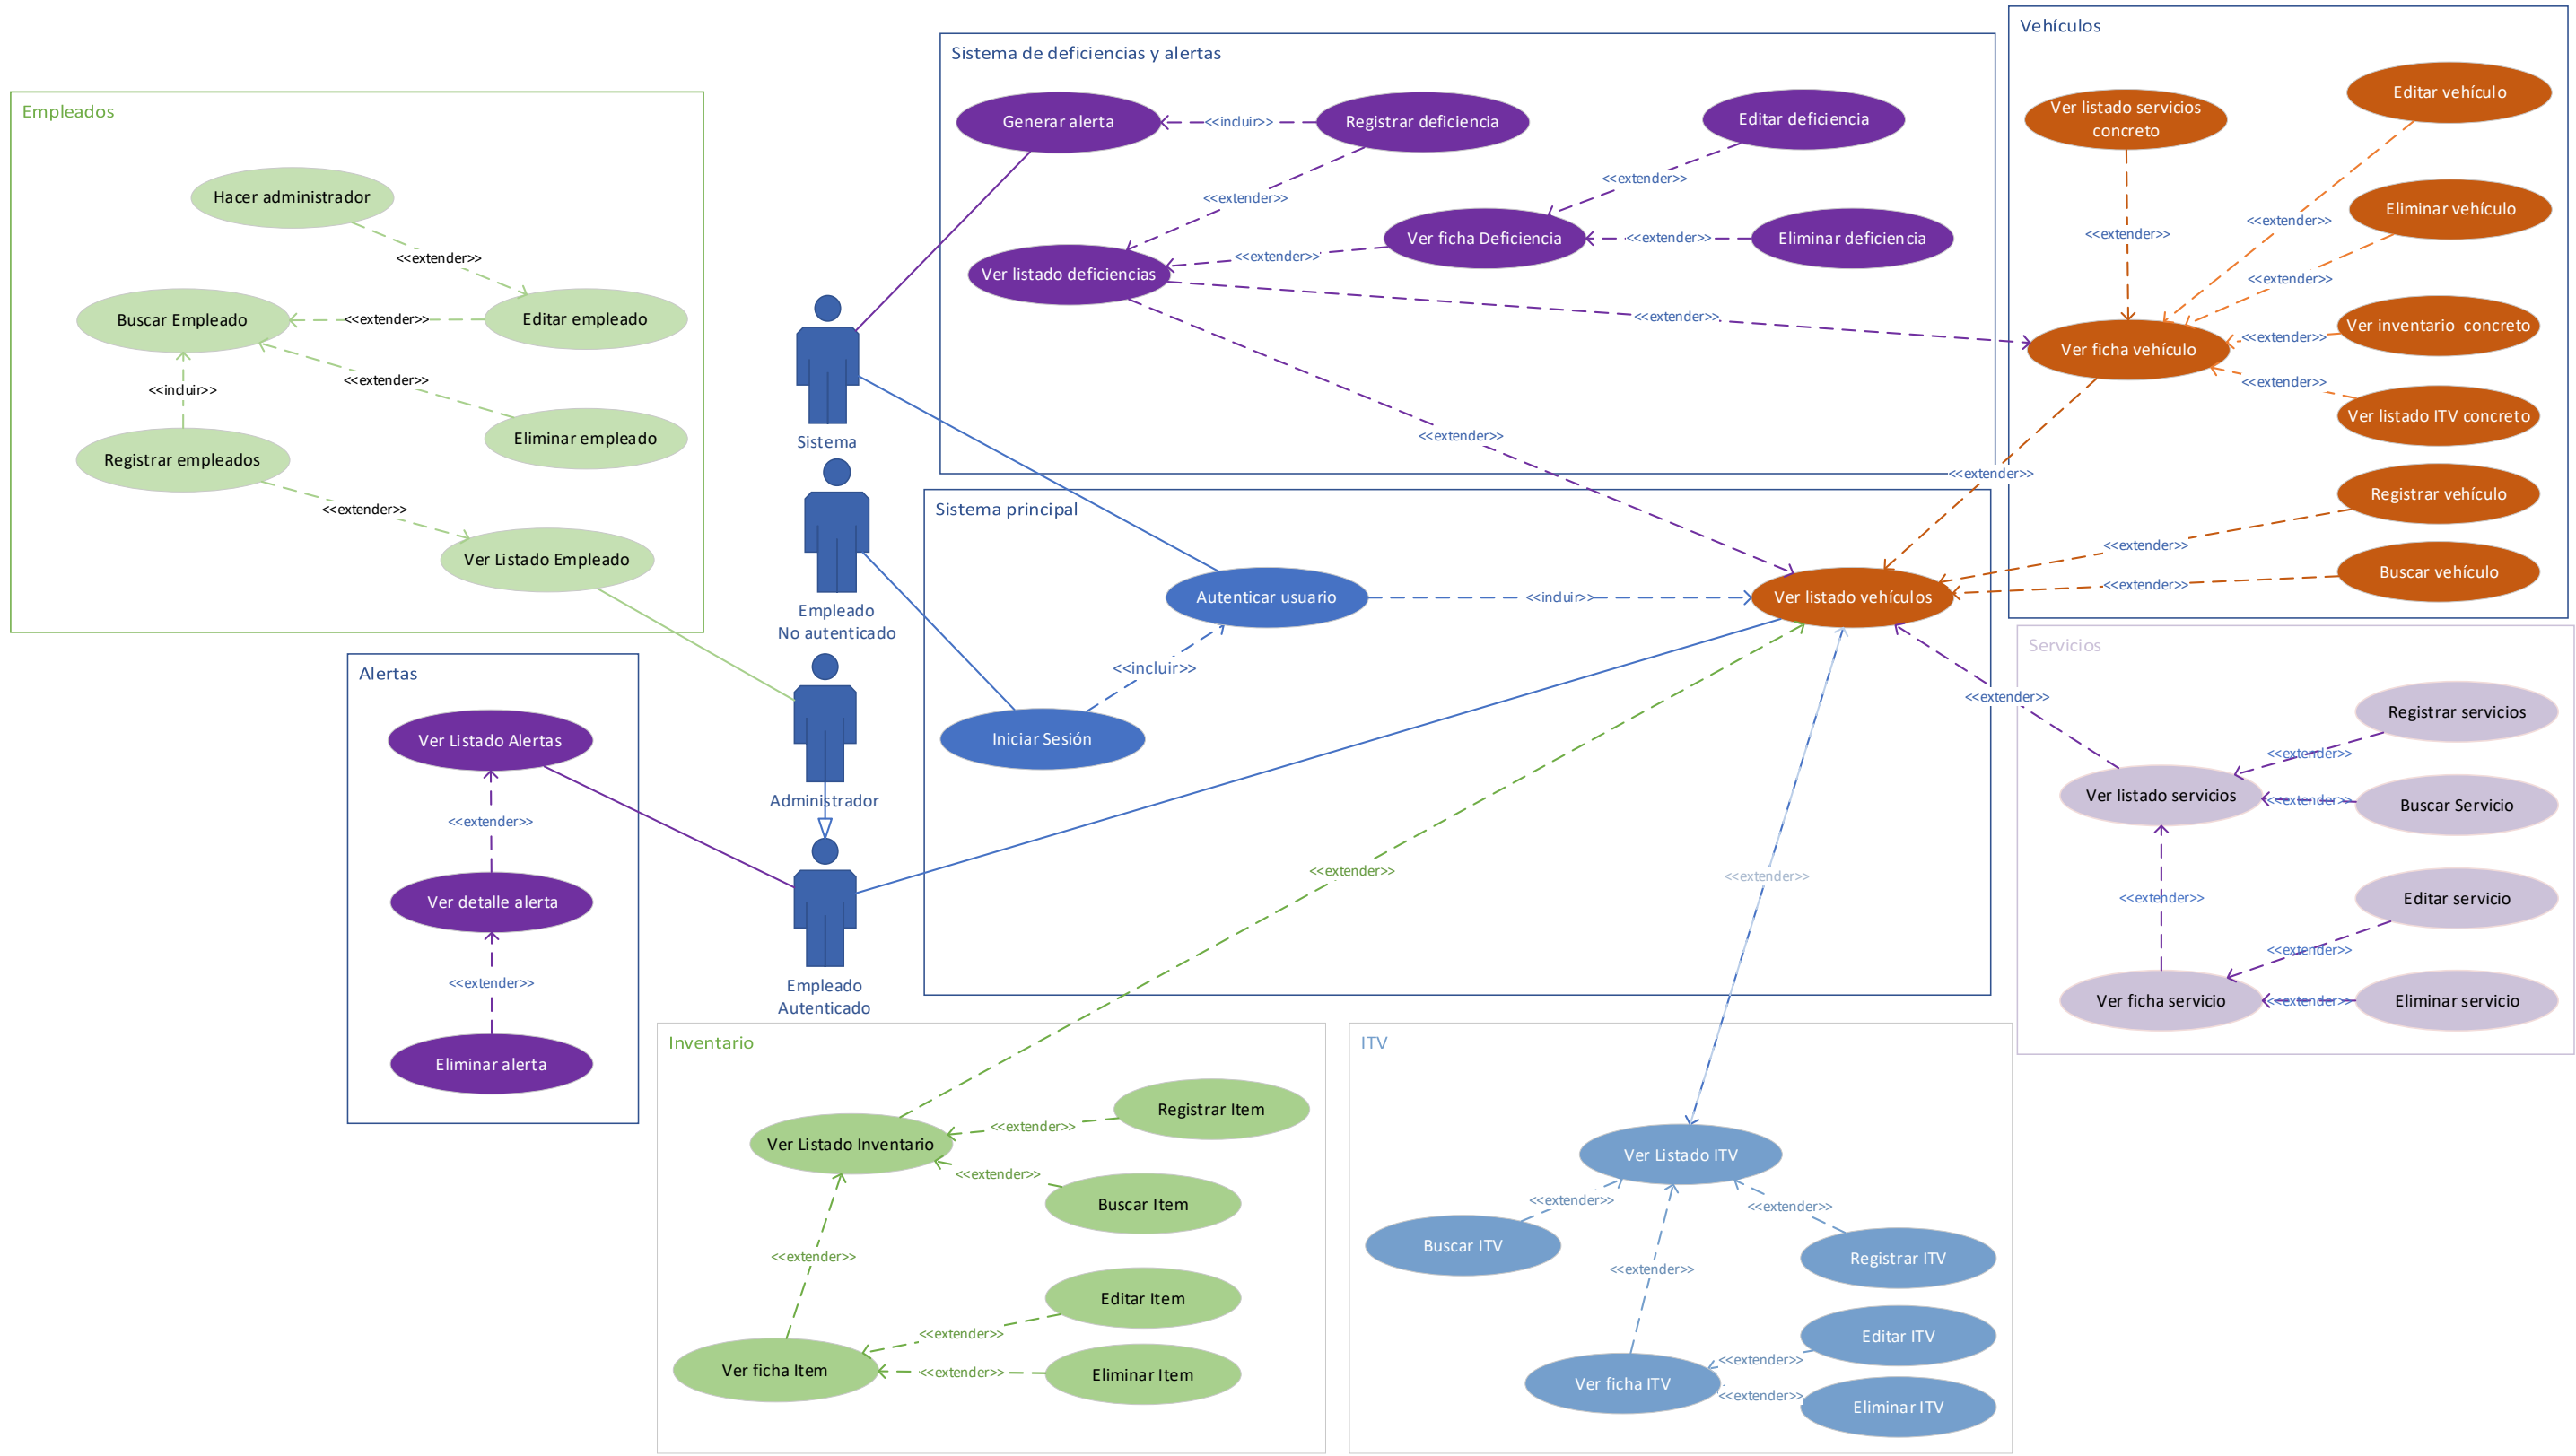 Empleados
Hacer administrador
<<extender>>
Buscar Empleado
<<extender>>
Editar empleado
<<incluir>>
<<extender>>
Eliminar empleado
Registrar empleados
<<extender>>
Ver Listado Empleado
Alertas
Ver Listado Alertas
<<extender>>
Ver detalle alerta
<<extender>>
Eliminar alerta
Sistema
Empleado
No autenticado
Administrador
Empleado
Autenticado
Sistema de deficiencias y alertas
Generar alerta
<<incluir>>
Registrar deficiencia
Editar deficiencia
<<extender>>
<<extender>>
Ver ficha Deficiencia
<<extender>>
Eliminar deficiencia
<<extender>>
Ver listado deficiencias
<<extender>>
<<extender>>
Sistema principal
Autenticar usuario
<<incluir>>
Ver listado vehículos
<<incluir>>
Iniciar Sesión
<<extender>>
<<extender>>
Vehículos
Ver listado servicios
concreto
Editar vehículo
<<extender>>
<<extender>>
Eliminar vehículo
<<extender>>
Ver ficha vehículo
<<extender>>
Ver inventario  concreto
<<extender>>
Ver listado ITV concreto
<<extender>>
Registrar vehículo
<<extender>>
Buscar vehículo
<<extender>>
Servicios
<<extender>>
Registrar servicios
<<extender>>
Ver listado servicios
<<extender>>
Buscar Servicio
<<extender>>
Editar servicio
<<extender>>
Ver ficha servicio
<<extender>>
Eliminar servicio
Inventario
Registrar Item
<<extender>>
Ver Listado Inventario
<<extender>>
Buscar Item
<<extender>>
Editar Item
<<extender>>
Ver ficha Item
<<extender>>
Eliminar Item
ITV
Ver Listado ITV
<<extender>>
<<extender>>
Buscar ITV
Registrar ITV
<<extender>>
Editar ITV
<<extender>>
Ver ficha ITV
<<extender>>
Eliminar ITV